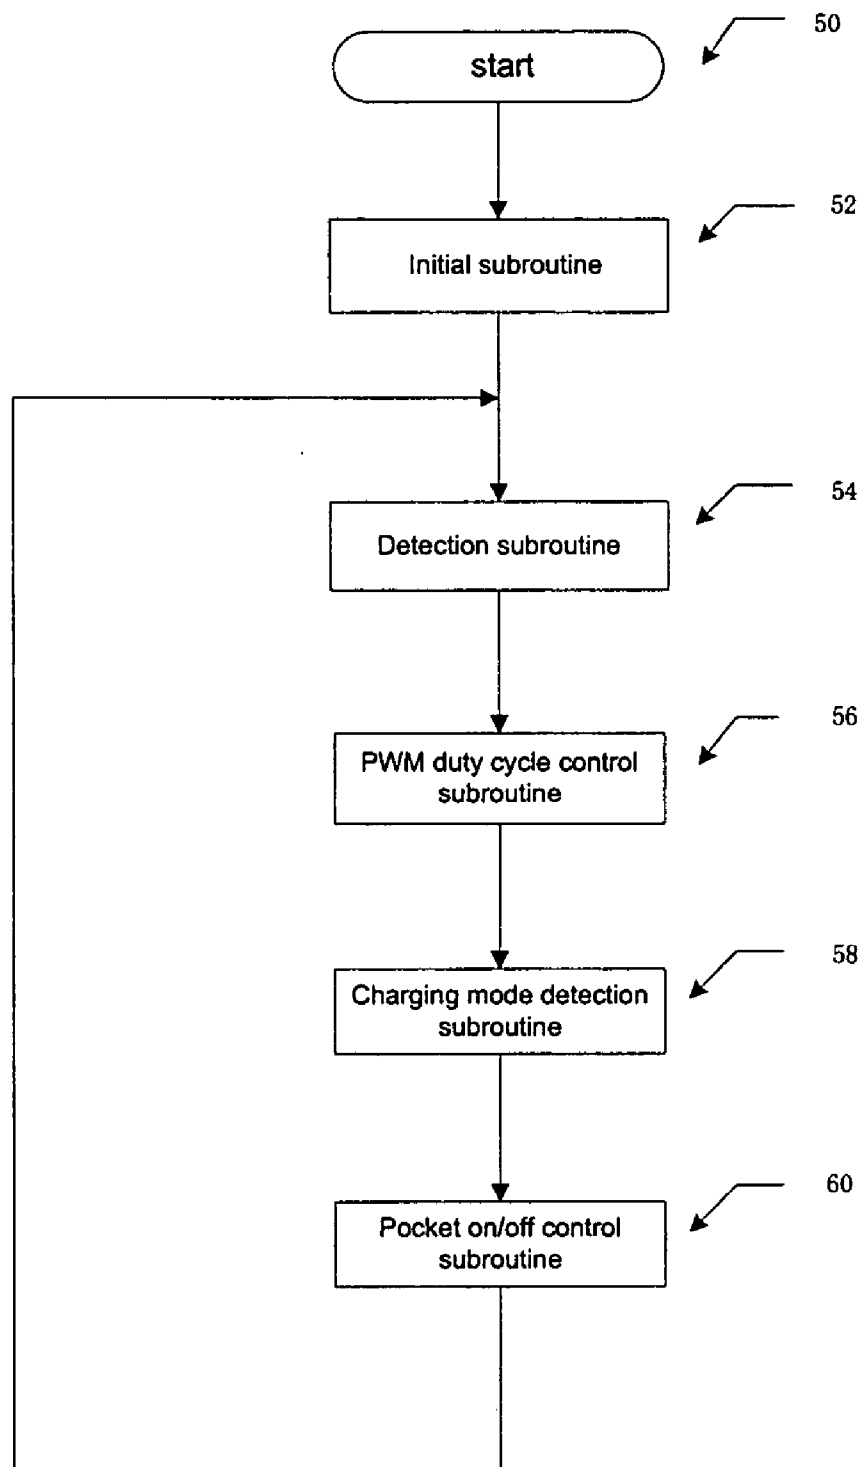 50
start
52
Initial subroutine
54
Detection subroutine
56
PWM duty cycle control
subroutine
58
Charging mode detection
subroutine
60
Pocket on/off control
subroutine